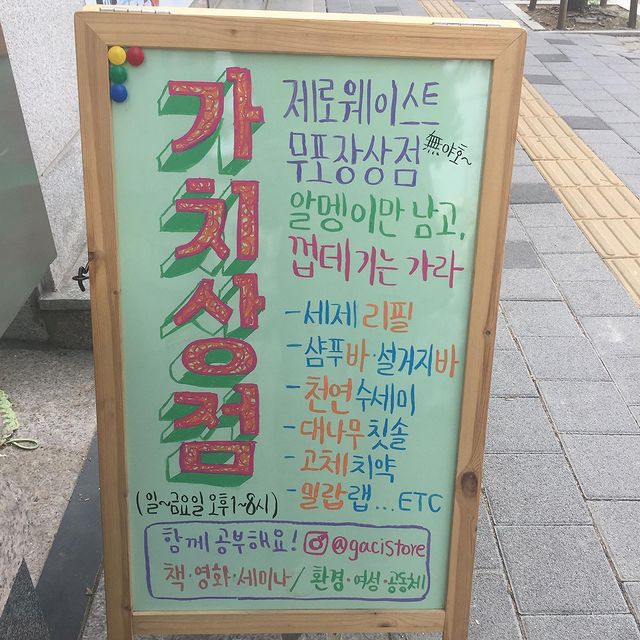 가치상점
제로웨이스트
무포장상점 無야호~
알멩이만 남고,
껍데기는 가라
- 세제 리필
- 샴푸바·설거지바
- 천연수세미
- 대나무 칫솔
- 고체치약
- 밀랍랩...ETC
(일~금요일 오후1~8시)
함께 공부해요! @gacistore
책·영화·세미나/ 환경·여성·공동체